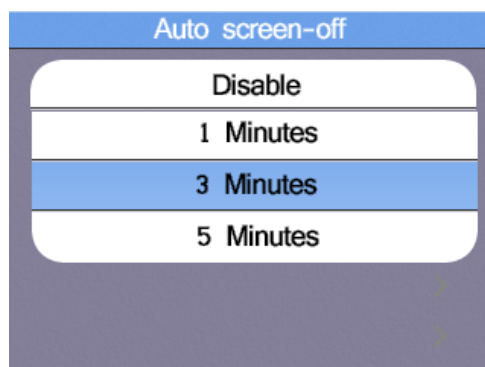 Auto screen-off
Disable
1 Minutes
3 Minutes
5 Minutes